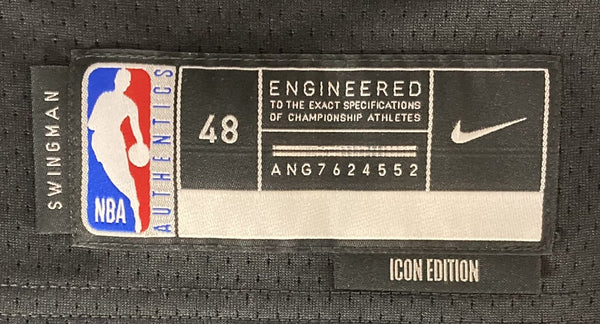 SWINGMAN
NBA
AUTHENTICS
48
ENGINEERED
TO THE EXACT SPECIFICATIONS
OF CHAMPIONSHIP ATHLETES
ANG7624552
ICON EDITION